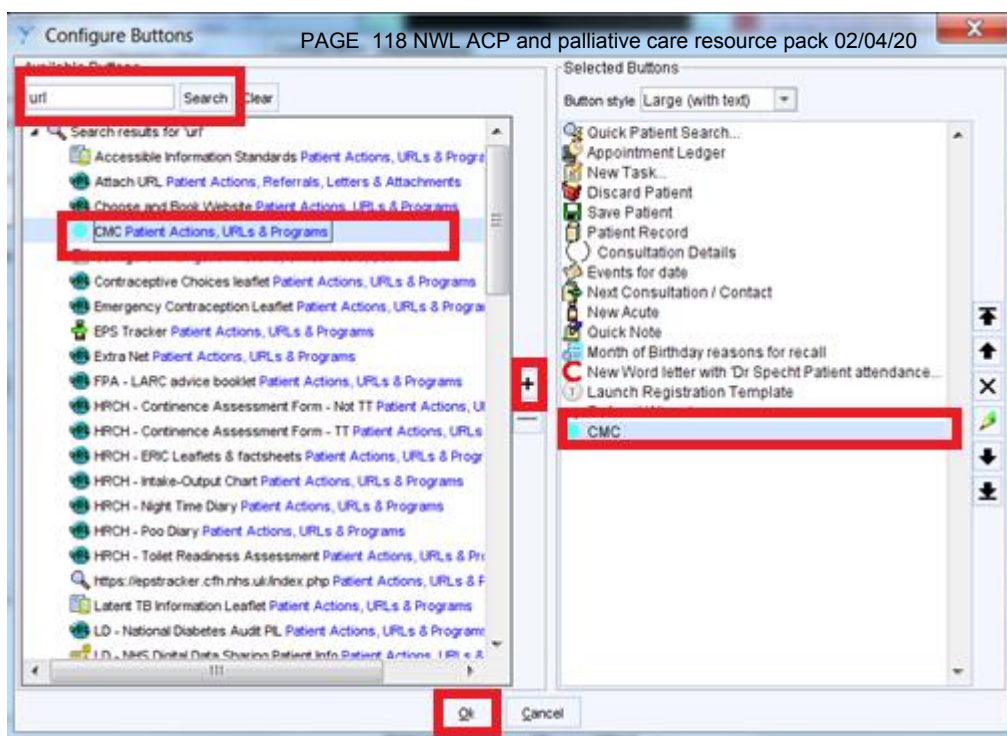 Configure Buttons
PAGE 118 NWL ACP and palliative care resource pack 02/04/20
url
Search
Clear
Search results for 'url'
Accessible Information Standards Patient Actions, URLs & Progra
Attach URL Patient Actions, Referrals, Letters & Attachments
Choose and Book Website Patient Actions, URLs & Programs
CMC Patient Actions, URLs & Programs
Contraceptive Choices leaflet Patient Actions, URLs & Programs
Emergency Contraception Leaflet Patient Actions, URLs & Progra
EPS Tracker Patient Actions, URLs & Programs
Extra Net Patient Actions, URLs & Programs
FPA - LARC advice booklet Patient Actions, URLs & Programs
HRCH - Continence Assessment Form - Not TT Patient Actions, U
HRCH - Continence Assessment Form - TT Patient Actions, URLs
HRCH - ERIC Leaflets & factsheets Patient Actions, URLs & Progr
HRCH - Intake-Output Chart Patient Actions, URLs & Programs
HRCH - Night Time Diary Patient Actions, URLs & Programs
HRCH - Poo Diary Patient Actions, URLs & Programs
HRCH - Toilet Readiness Assessment Patient Actions, URLs & Pr
https://epstracker.cfh.nhs.uk/index.php Patient Actions, URLs & P
Latent TB Information Leaflet Patient Actions, URLs & Programs
LD - National Diabetes Audit PIL Patient Actions, URLs & Programs
LD - NHS Digital Data Sharing Patient Info Patient Actions, URLs &
Selected Buttons
Button style Large (with text)
Quick Patient Search...
Appointment Ledger
New Task...
Discard Patient
Save Patient
Patient Record
Consultation Details
Events for date
Next Consultation / Contact
New Acute
Quick Note
Month of Birthday reasons for recall
New Word letter with 'Dr Specht Patient attendance...
Launch Registration Template
CMC
Ok
Cancel